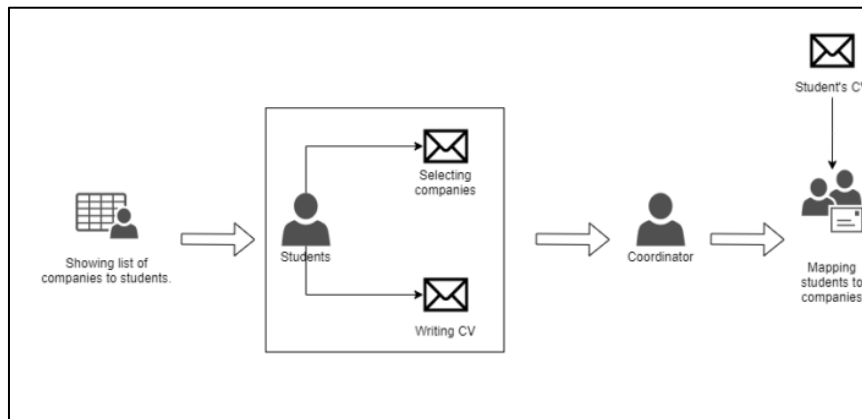 Student's CV
Showing list of
companies to students.
Students
Selecting
companies
Writing CV
Coordinator
Mapping
students to
companies